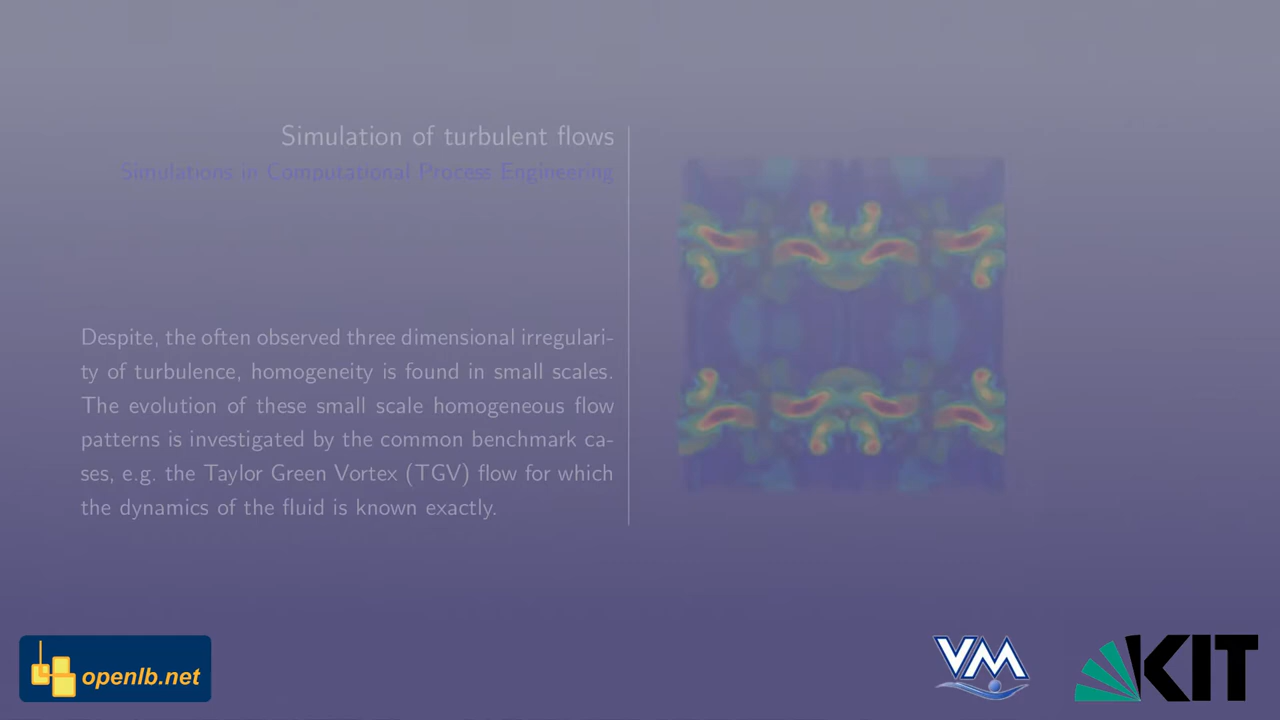 Simulation of turbulent flows
Simulations in Computational Process Engineering
Despite, the often observed three dimensional irregulari-
ty of turbulence, homogeneity is found in small scales.
The evolution of these small scale homogeneous flow
patterns is investigated by the common benchmark ca-
ses, e.g. the Taylor Green Vortex (TGV) flow for which
the dynamics of the fluid is known exactly.
openlb.net
VM
KIT